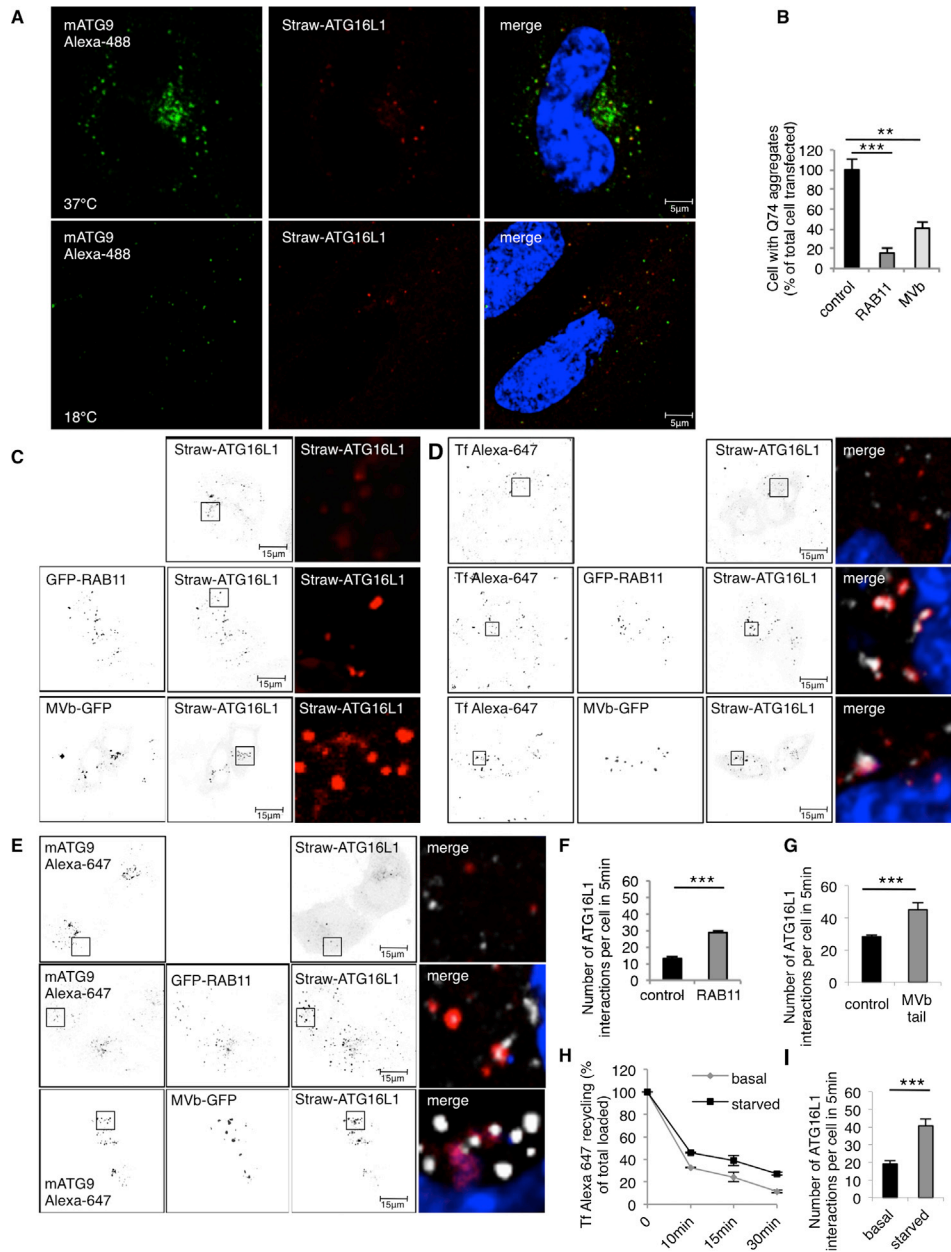 A
mATG9
Alexa-488
Straw-ATG16L1
merge
37°C
5µm
mATG9
Alexa-488
Straw-ATG16L1
merge
18°C
5µm
B
Cell with Q74 aggregates
(% of total cell transfected)
120
100
80
60
40
20
0
**
***
control
RAB11
MVb
C
Straw-ATG16L1
Straw-ATG16L1
15µm
GFP-RAB11
Straw-ATG16L1
Straw-ATG16L1
15µm
MVb-GFP
Straw-ATG16L1
Straw-ATG16L1
15µm
D
Tf Alexa-647
Straw-ATG16L1
merge
15µm
Tf Alexa-647
GFP-RAB11
Straw-ATG16L1
merge
15µm
Tf Alexa-647
MVb-GFP
Straw-ATG16L1
merge
15µm
E
mATG9
Alexa-647
Straw-ATG16L1
merge
15µm
mATG9
Alexa-647
GFP-RAB11
Straw-ATG16L1
merge
15µm
MVb-GFP
Straw-ATG16L1
merge
mATG9
Alexa-647
15µm
F
Number of ATG16L1
interactions per cell in 5min
60
50
40
30
20
10
0
***
control
RAB11
G
Number of ATG16L1
interactions per cell in 5min
60
40
20
0
***
control
MVb
tail
H
Tf Alexa 647 recycling (%
of total loaded)
120
100
80
60
40
20
0
basal
starved
0
10min
15min
30min
I
Number of ATG16L1
interactions per cell in 5min
60
50
40
30
20
10
0
***
basal
starved